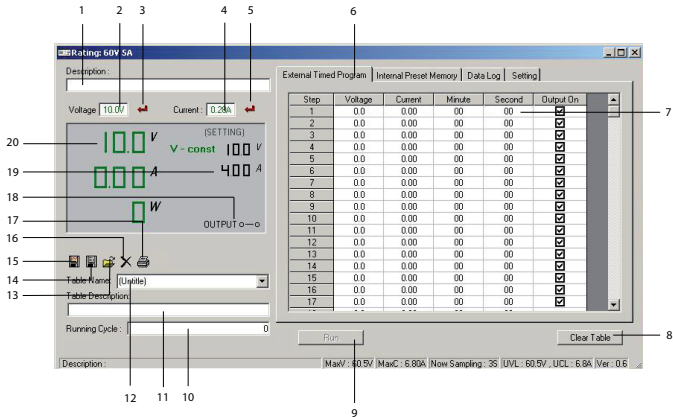 1 2 3 4 5 6
Rating: 60V 5A
Description :
Voltage 10.0V Current : 0.28A
10.0 V
(SETTING)
V - const 100 V
0.00 A
400 A
0 W
OUTPUT
20
19
18
17
16
15
14
13
Table Name: (Untitle)
Table Description:
Running Cycle : 0
12 11 10
External Timed Program Internal Preset Memory Data Log Setting
Step Voltage Current Minute Second Output On
1 0.0 0.00 00 00
2 0.0 0.00 00 00
3 0.0 0.00 00 00
4 0.0 0.00 00 00
5 0.0 0.00 00 00
6 0.0 0.00 00 00
7 0.0 0.00 00 00
8 0.0 0.00 00 00
9 0.0 0.00 00 00
10 0.0 0.00 00 00
11 0.0 0.00 00 00
12 0.0 0.00 00 00
13 0.0 0.00 00 00
14 0.0 0.00 00 00
15 0.0 0.00 00 00
16 0.0 0.00 00 00
17 0.0 0.00 00 00
7
Run
Clear Table
8
Description : MaxV : 60.5V MaxC : 6.80A Now Sampling : 3S UVL : 60.5V , UCL : 6.8A Ver : 0.6
9